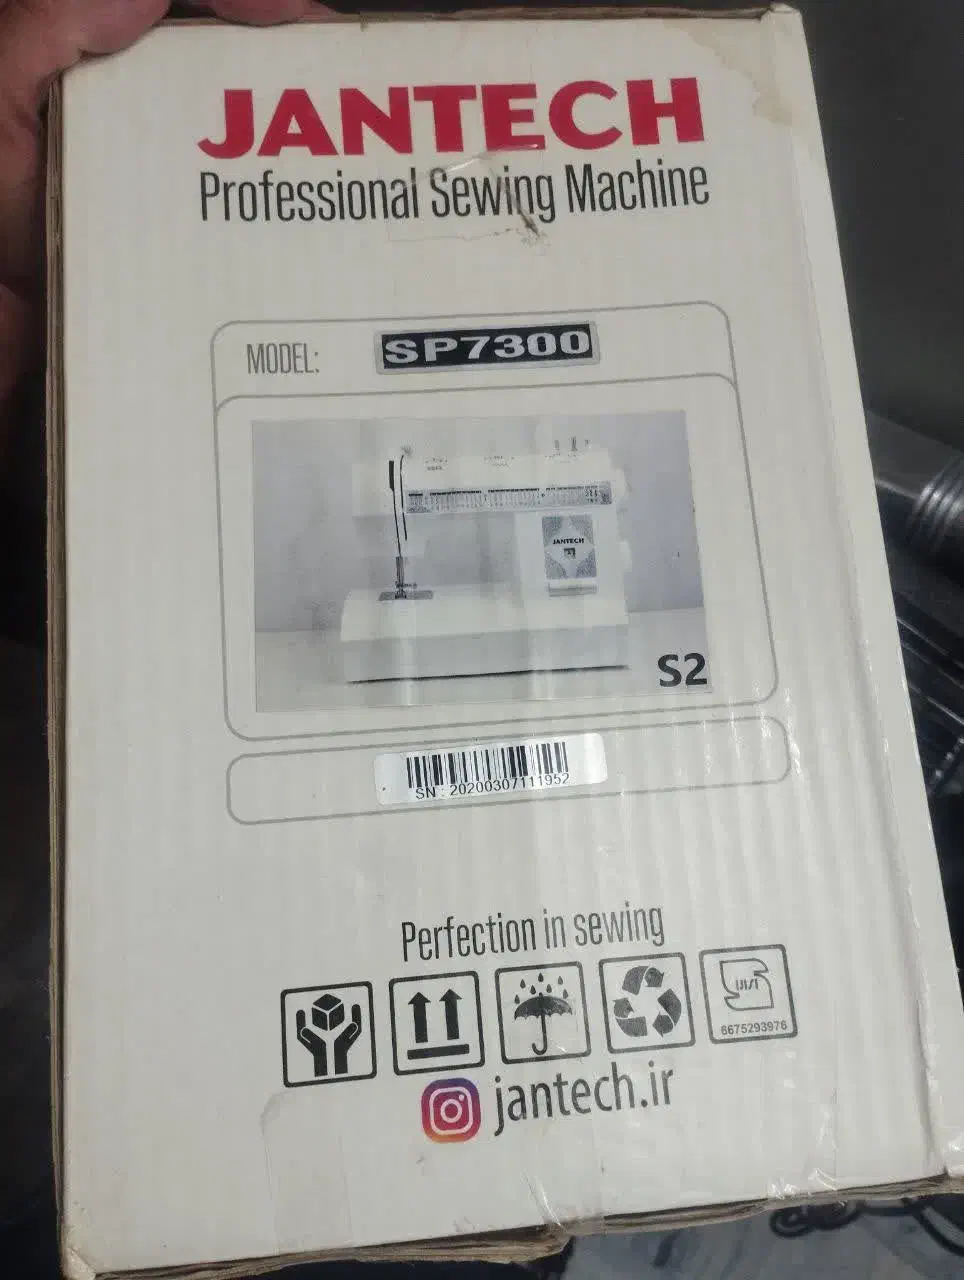 JANTECH
Professional Sewing Machine
MODEL: SP7300
JANTECH
S2
SN : 20200307111952
Perfection in sewing
6675293976
jantech.ir